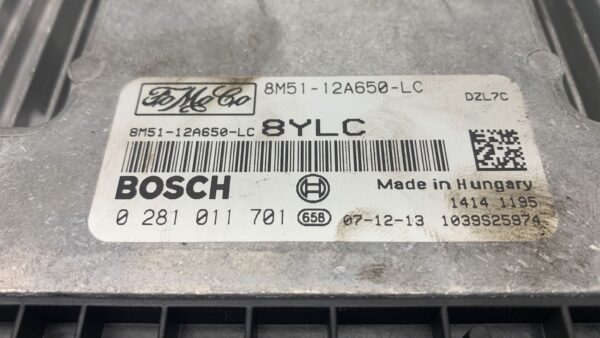 FoMoCo 8M51-12A650-LC
DZL7C
8M51-12A650-LC 8YLC
BOSCH
Made in Hungary
1414 1195
0 281 011 701 658 07-12-13 1039S25974